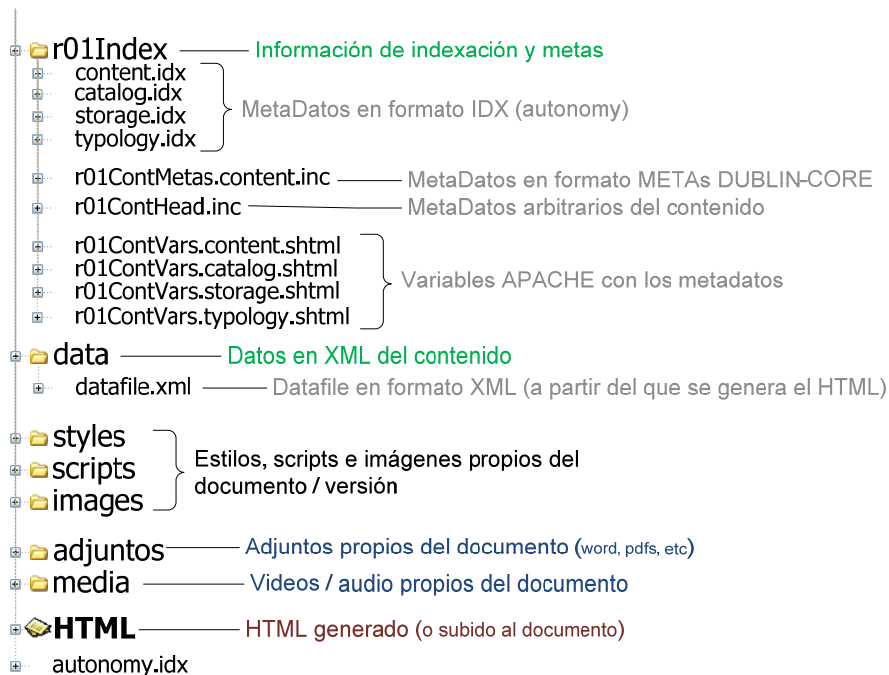 r01Index Información de indexación y metas
content.idx
catalog.idx
storage.idx
typology.idx
MetaDatos en formato IDX (autonomy)
r01ContMetas.content.inc MetaDatos en formato METAs DUBLIN-CORE
r01ContHead.inc MetaDatos arbitrarios del contenido
r01ContVars.content.shtml
r01ContVars.catalog.shtml
r01ContVars.storage.shtml
r01ContVars.typology.shtml
Variables APACHE con los metadatos
data Datos en XML del contenido
datafile.xml Datafile en formato XML (a partir del que se genera el HTML)
styles
scripts
images
Estilos, scripts e imágenes propios del
documento / versión
adjuntos Adjuntos propios del documento (word, pdfs, etc)
media Videos / audio propios del documento
HTML HTML generado (o subido al documento)
autonomy.idx